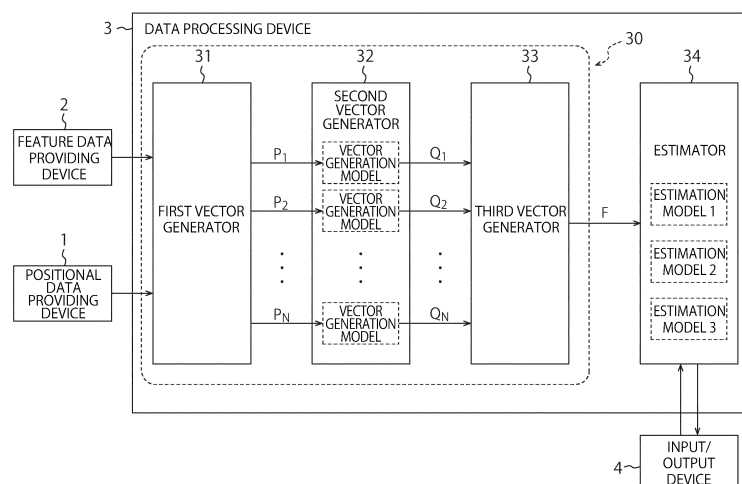 3
DATA PROCESSING DEVICE
30
31
32
33
34
2
FEATURE DATA
PROVIDING
DEVICE
1
POSITIONAL DATA
PROVIDING
DEVICE
FIRST VECTOR
GENERATOR
P1
P2
PN
SECOND
VECTOR
GENERATOR
VECTOR
GENERATION
MODEL
VECTOR
GENERATION
MODEL
VECTOR
GENERATION
MODEL
Q1
Q2
QN
THIRD VECTOR
GENERATOR
F
ESTIMATOR
ESTIMATION
MODEL 1
ESTIMATION
MODEL 2
ESTIMATION
MODEL 3
4
INPUT/
OUTPUT
DEVICE